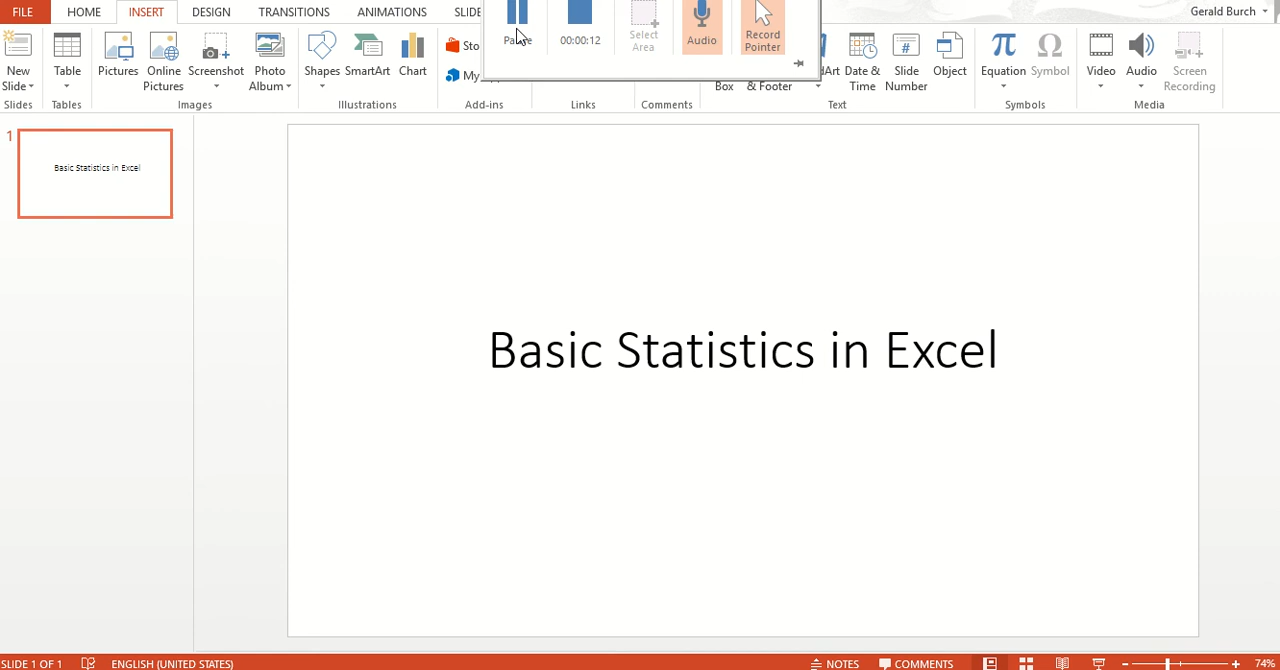 FILE HOME INSERT DESIGN TRANSITIONS ANIMATIONS SLIDE Gerald Burch
New Slide
Table
Pictures
Online Pictures
Screenshot
Photo Album
Shapes
SmartArt
Chart
Sto
My
Pause
00:00:12
Select Area
Audio
Record Pointer
Box
& Footer
Art
Date & Time
# Slide Number
Object
π Equation
Ω Symbol
Video
Audio
Screen Recording
Slides Tables Images Illustrations Add-ins Links Comments Text Symbols Media
1
Basic Statistics in Excel
Basic Statistics in Excel
SLIDE 1 OF 1 ENGLISH (UNITED STATES) NOTES COMMENTS 74%